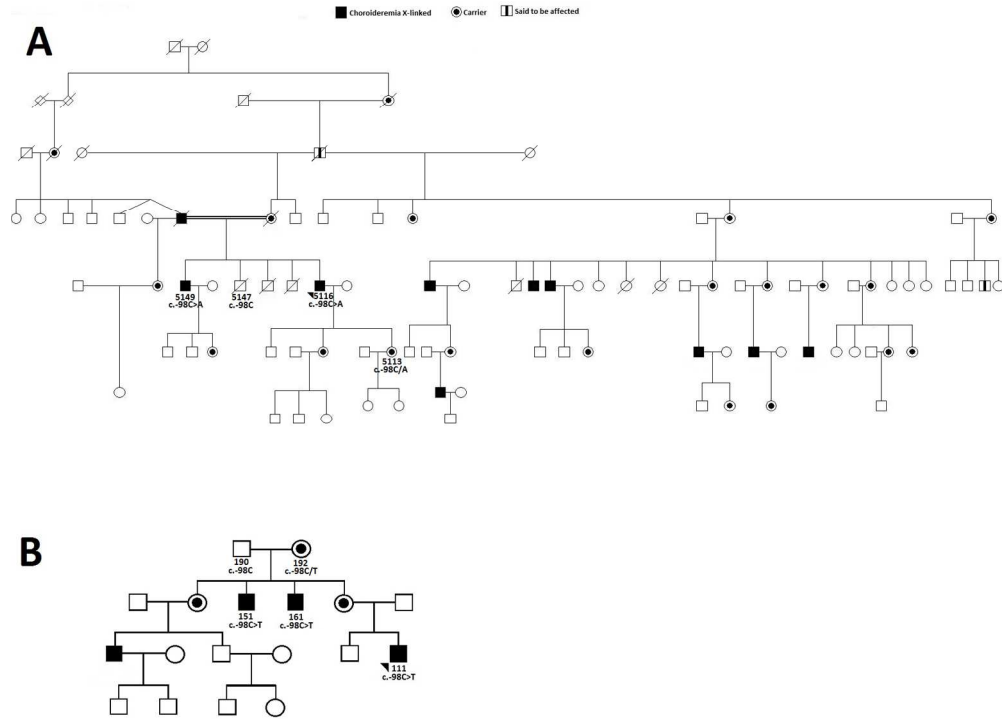 Choroideremia X-linked Carrier Said to be affected
A
5149 5147 5116
c.-98C>A c.-98C c.-98C>A
5113
c.-98C/A
B
190 192
c.-98C c.-98C/T
151 161
c.-98C>T c.-98C>T
111
c.-98C>T